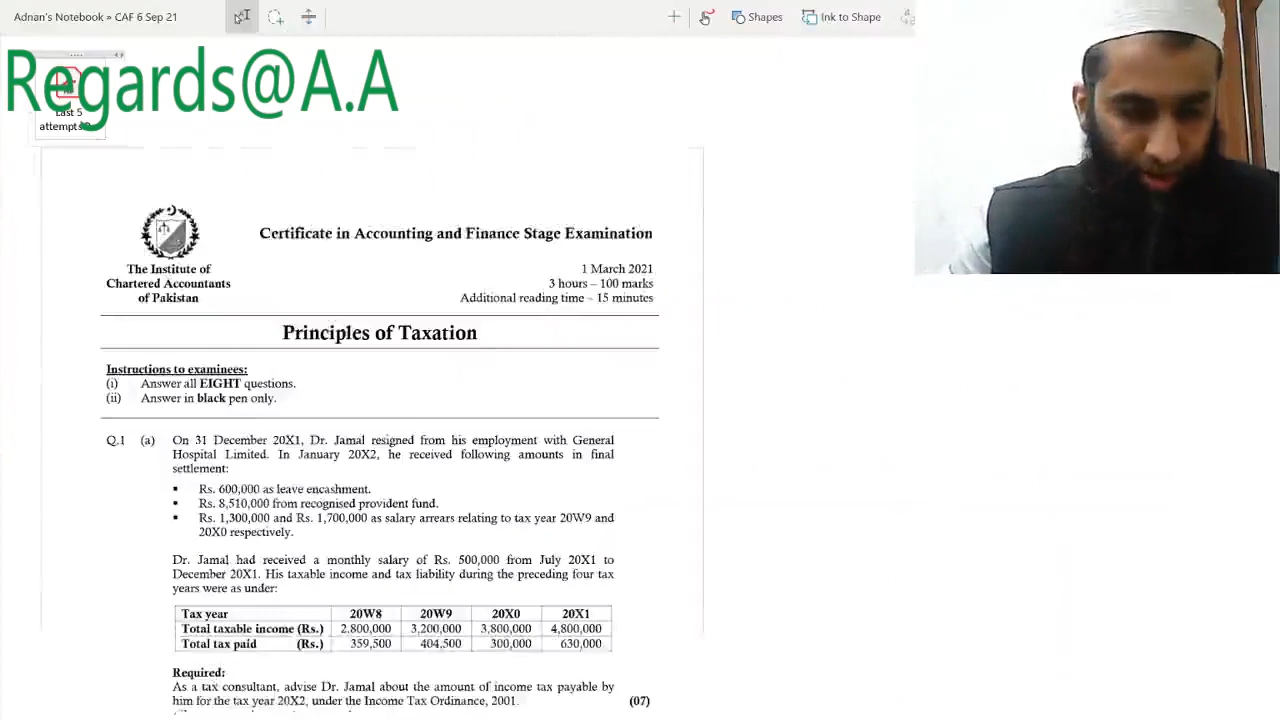 Adnan's Notebook » CAF 6 Sep 21
Shapes
Ink to Shape
Regards@A.A
Last 5
attempts
Certificate in Accounting and Finance Stage Examination
The Institute of
Chartered Accountants
of Pakistan
1 March 2021
3 hours – 100 marks
Additional reading time – 15 minutes
Principles of Taxation
Instructions to examinees:
(i) Answer all EIGHT questions.
(ii) Answer in black pen only.
Q.1 (a) On 31 December 20X1, Dr. Jamal resigned from his employment with General
Hospital Limited. In January 20X2, he received following amounts in final
settlement:
▪ Rs. 600,000 as leave encashment.
▪ Rs. 8,510,000 from recognised provident fund.
▪ Rs. 1,300,000 and Rs. 1,700,000 as salary arrears relating to tax year 20W9 and
20X0 respectively.
Dr. Jamal had received a monthly salary of Rs. 500,000 from July 20X1 to
December 20X1. His taxable income and tax liability during the preceding four tax
years were as under:
Tax year 20W8 20W9 20X0 20X1
Total taxable income (Rs.) 2,800,000 3,200,000 3,800,000 4,800,000
Total tax paid (Rs.) 359,500 404,500 300,000 630,000
Required:
As a tax consultant, advise Dr. Jamal about the amount of income tax payable by
him for the tax year 20X2, under the Income Tax Ordinance, 2001. (07)